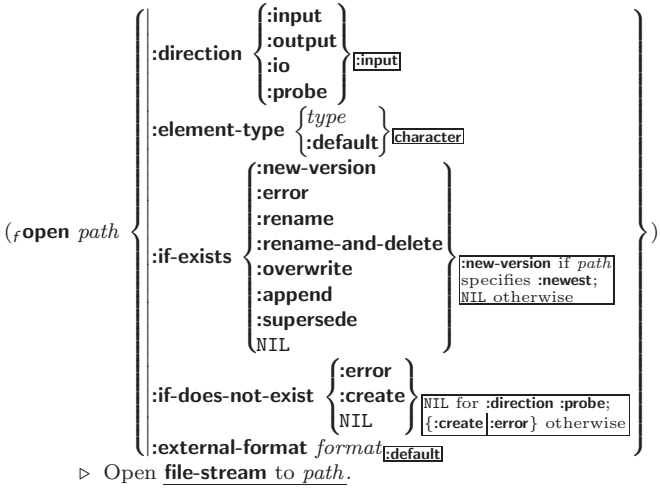 :input
:output
:direction :io :input
:probe
:element-type type character
:default
:new-version
:error
:rename
:rename-and-delete
(fopen path :if-exists :overwrite )
:append
:supersede
NIL
:new-version if path
specifies :newest;
NIL otherwise
:error
:if-does-not-exist :create
NIL
NIL for :direction :probe;
{:create|:error} otherwise
:external-format format :default
▷ Open file-stream to path.